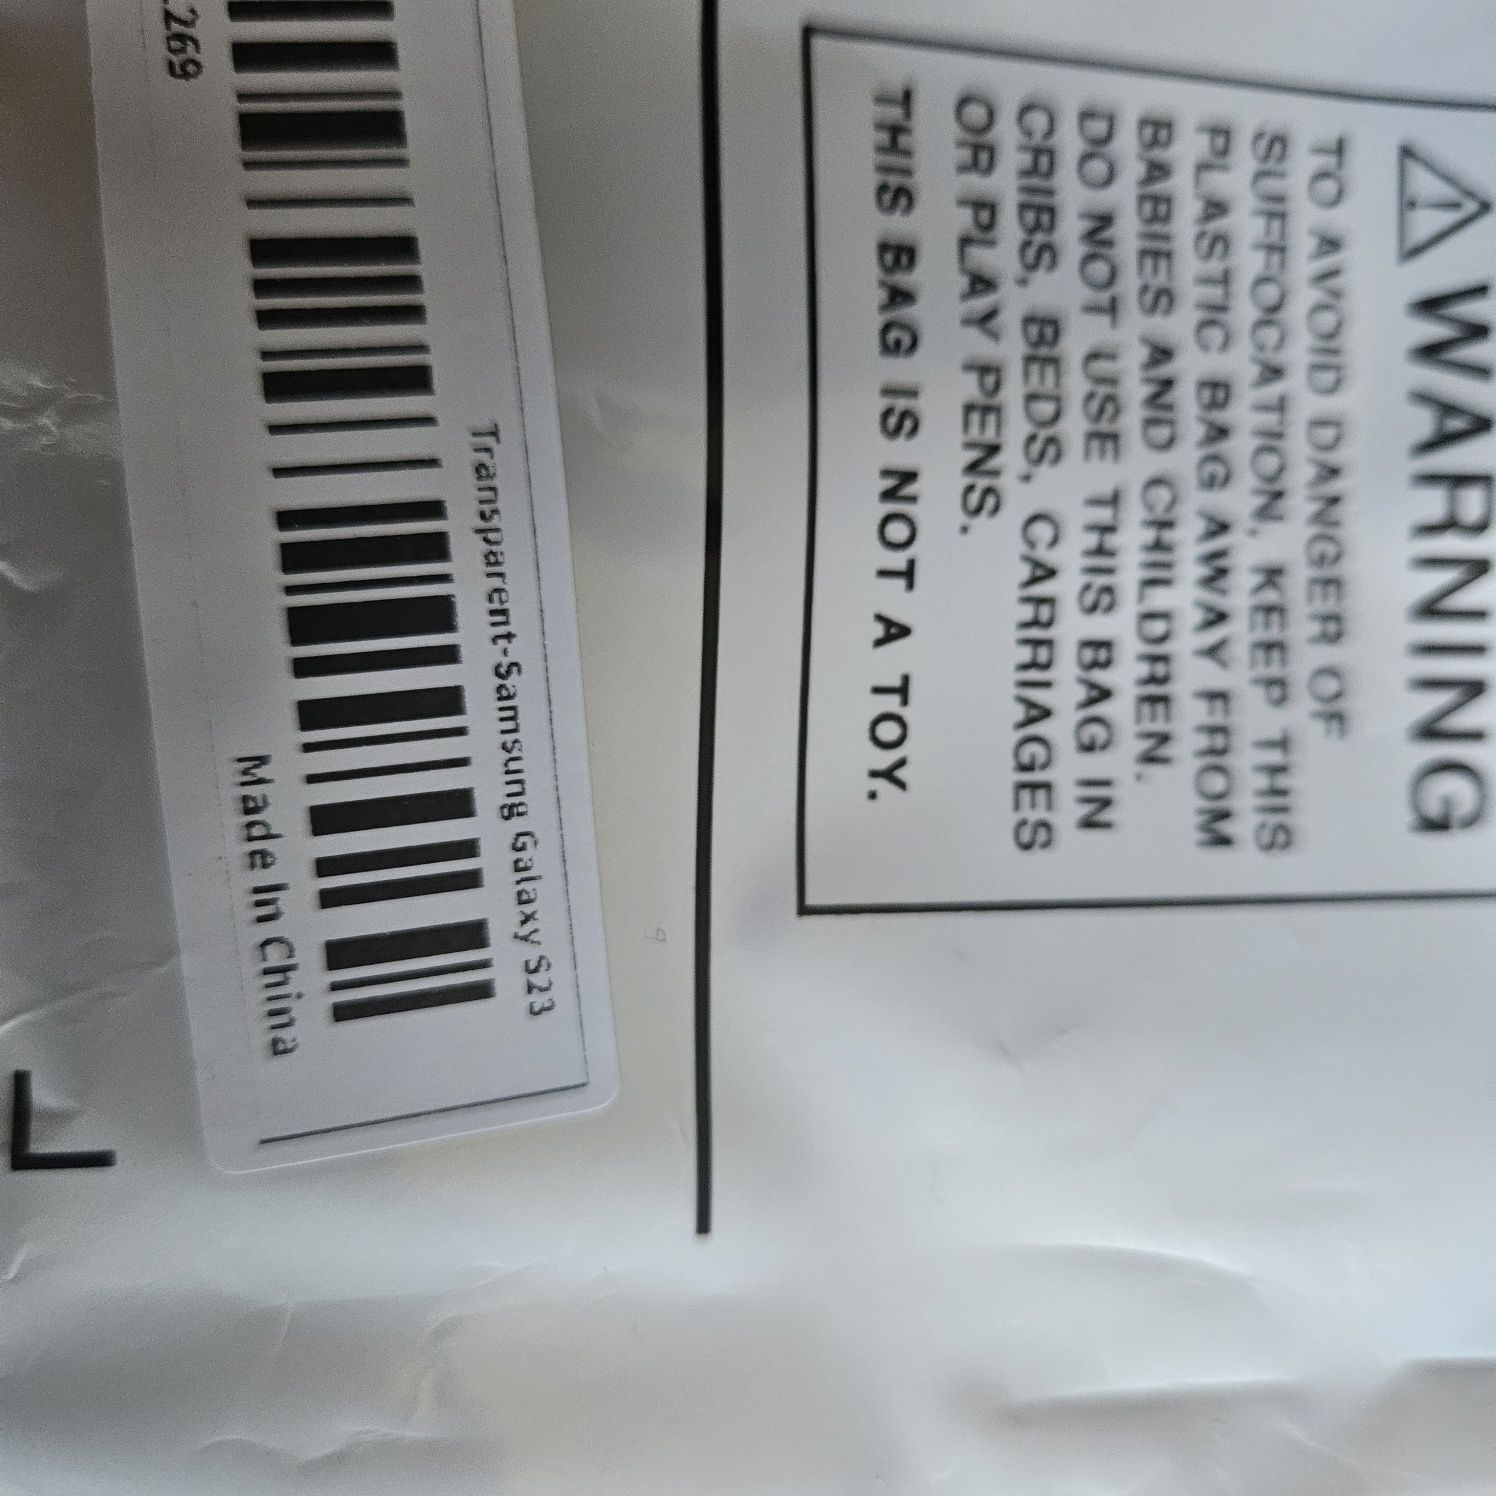 WARNING
TO AVOID DANGER OF
SUFFOCATION, KEEP THIS
PLASTIC BAG AWAY FROM
BABIES AND CHILDREN.
DO NOT USE THIS BAG IN
CRIBS, BEDS, CARRIAGES
OR PLAY PENS.
THIS BAG IS NOT A TOY.
Transparent-Samsung Galaxy S23
Made In China
269
L